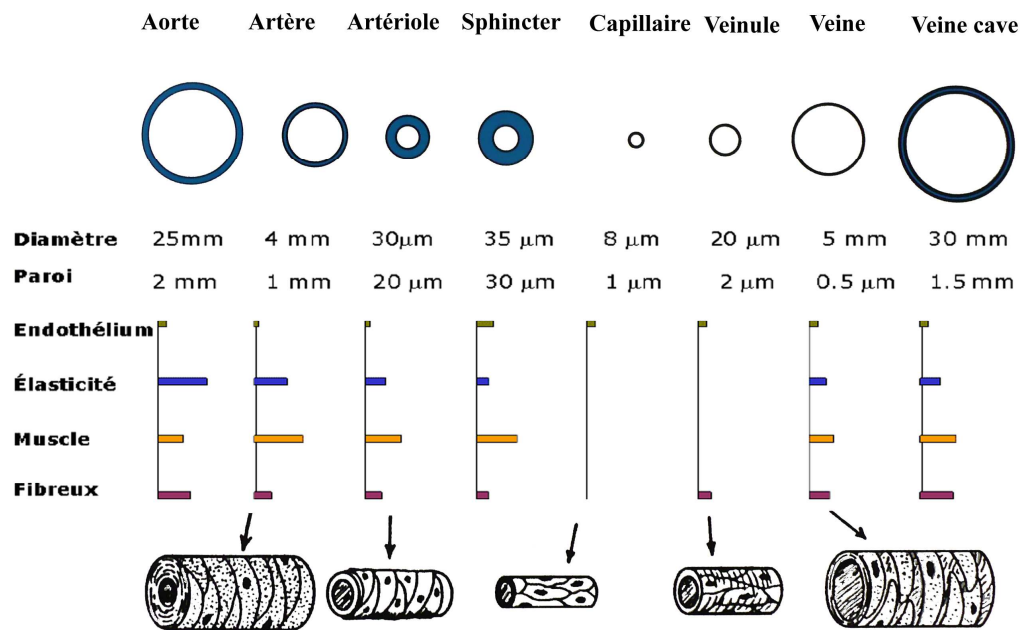 Aorte Artère Artériole Sphincter Capillaire Veinule Veine Veine cave
Diamètre 25mm 4 mm 30μm 35 μm 8 μm 20 μm 5 mm 30 mm
Paroi 2 mm 1 mm 20 μm 30 μm 1 μm 2 μm 0.5 μm 1.5 mm
Endothélium
Élasticité
Muscle
Fibreux